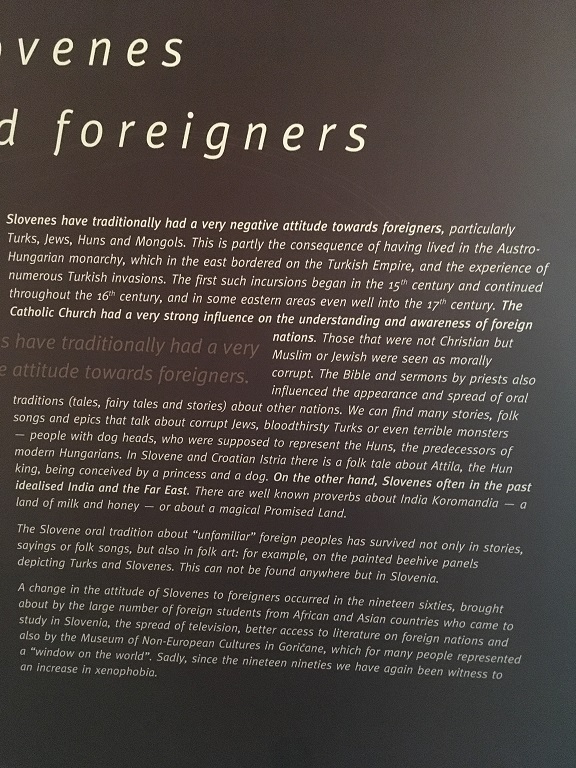 ovenes
d foreigners
Slovenes have traditionally had a very negative attitude towards foreigners, particularly
Turks, Jews, Huns and Mongols. This is partly the consequence of having lived in the Austro-
Hungarian monarchy, which in the east bordered on the Turkish Empire, and the experience of
numerous Turkish invasions. The first such incursions began in the 15th century and continued
throughout the 16th century, and in some eastern areas even well into the 17th century. The
Catholic Church had a very strong influence on the understanding and awareness of foreign
nations. Those that were not Christian but
Muslim or Jewish were seen as morally
corrupt. The Bible and sermons by priests also
influenced the appearance and spread of oral
s have traditionally had a very
e attitude towards foreigners.
traditions (tales, fairy tales and stories) about other nations. We can find many stories, folk
songs and epics that talk about corrupt Jews, bloodthirsty Turks or even terrible monsters
— people with dog heads, who were supposed to represent the Huns, the predecessors of
modern Hungarians. In Slovene and Croatian Istria there is a folk tale about Attila, the Hun
king, being conceived by a princess and a dog. On the other hand, Slovenes often in the past
idealised India and the Far East. There are well known proverbs about India Koromandia — a
land of milk and honey — or about a magical Promised Land.
The Slovene oral tradition about "unfamiliar" foreign peoples has survived not only in stories,
sayings or folk songs, but also in folk art: for example, on the painted beehive panels
depicting Turks and Slovenes. This can not be found anywhere but in Slovenia.
A change in the attitude of Slovenes to foreigners occurred in the nineteen sixties, brought
about by the large number of foreign students from African and Asian countries who came to
study in Slovenia, the spread of television, better access to literature on foreign nations and
also by the Museum of Non-European Cultures in Goričane, which for many people represented
a "window on the world". Sadly, since the nineteen nineties we have again been witness to
an increase in xenophobia.